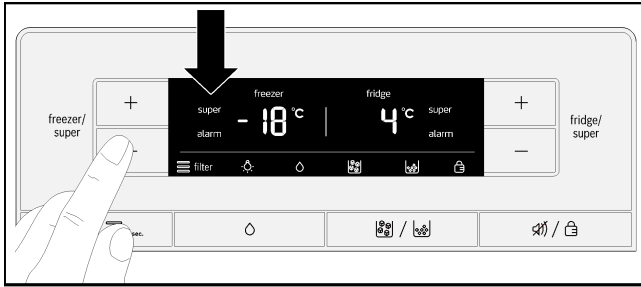 freezer fridge
super -18°C 4°C super
alarm alarm
filter
freezer/
super
+
+
–
fridge/
super
sec.
/
/